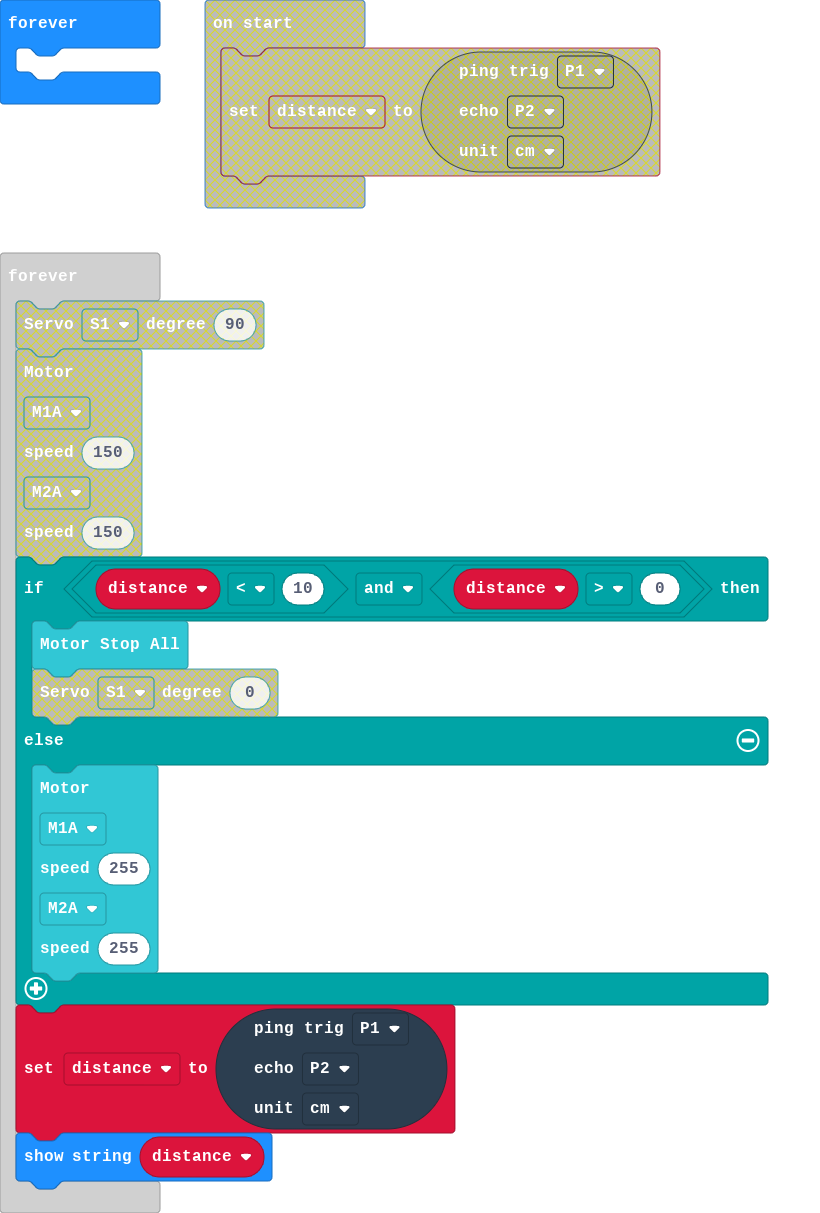 forever
on start
set distance to ping trig P1
echo P2
unit cm
forever
Servo S1 degree 90
Motor
M1A
speed 150
M2A
speed 150
if distance < 10 and distance > 0 then
Motor Stop All
Servo S1 degree 0
else
Motor
M1A
speed 255
M2A
speed 255
set distance to ping trig P1
echo P2
unit cm
show string distance